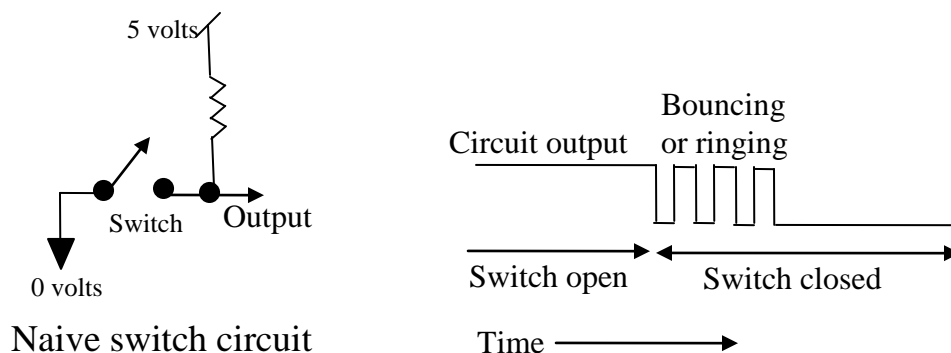 5 volts
Switch
Output
0 volts
Naive switch circuit
Bouncing
or ringing
Circuit output
Switch open
Switch closed
Time